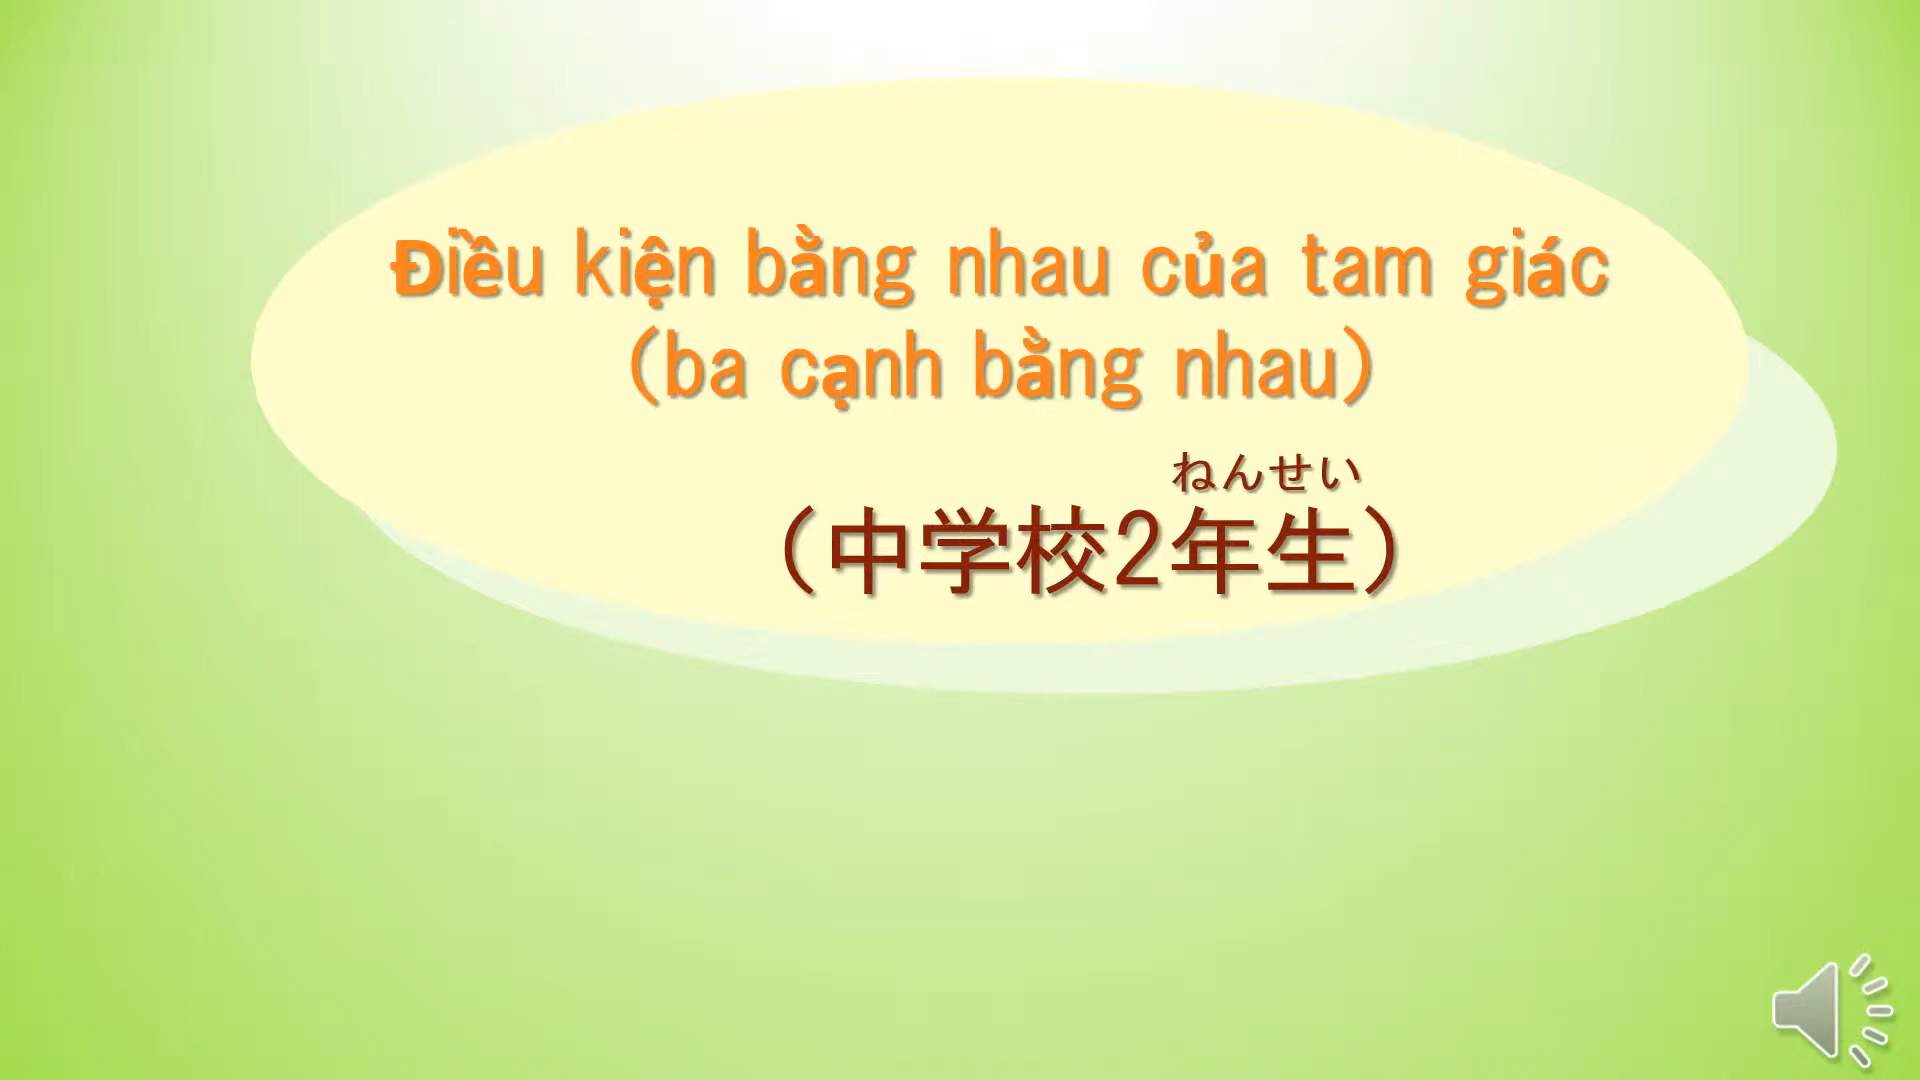 Điều kiện bằng nhau của tam giác
(ba cạnh bằng nhau)
ねんせい
（中学校2年生）